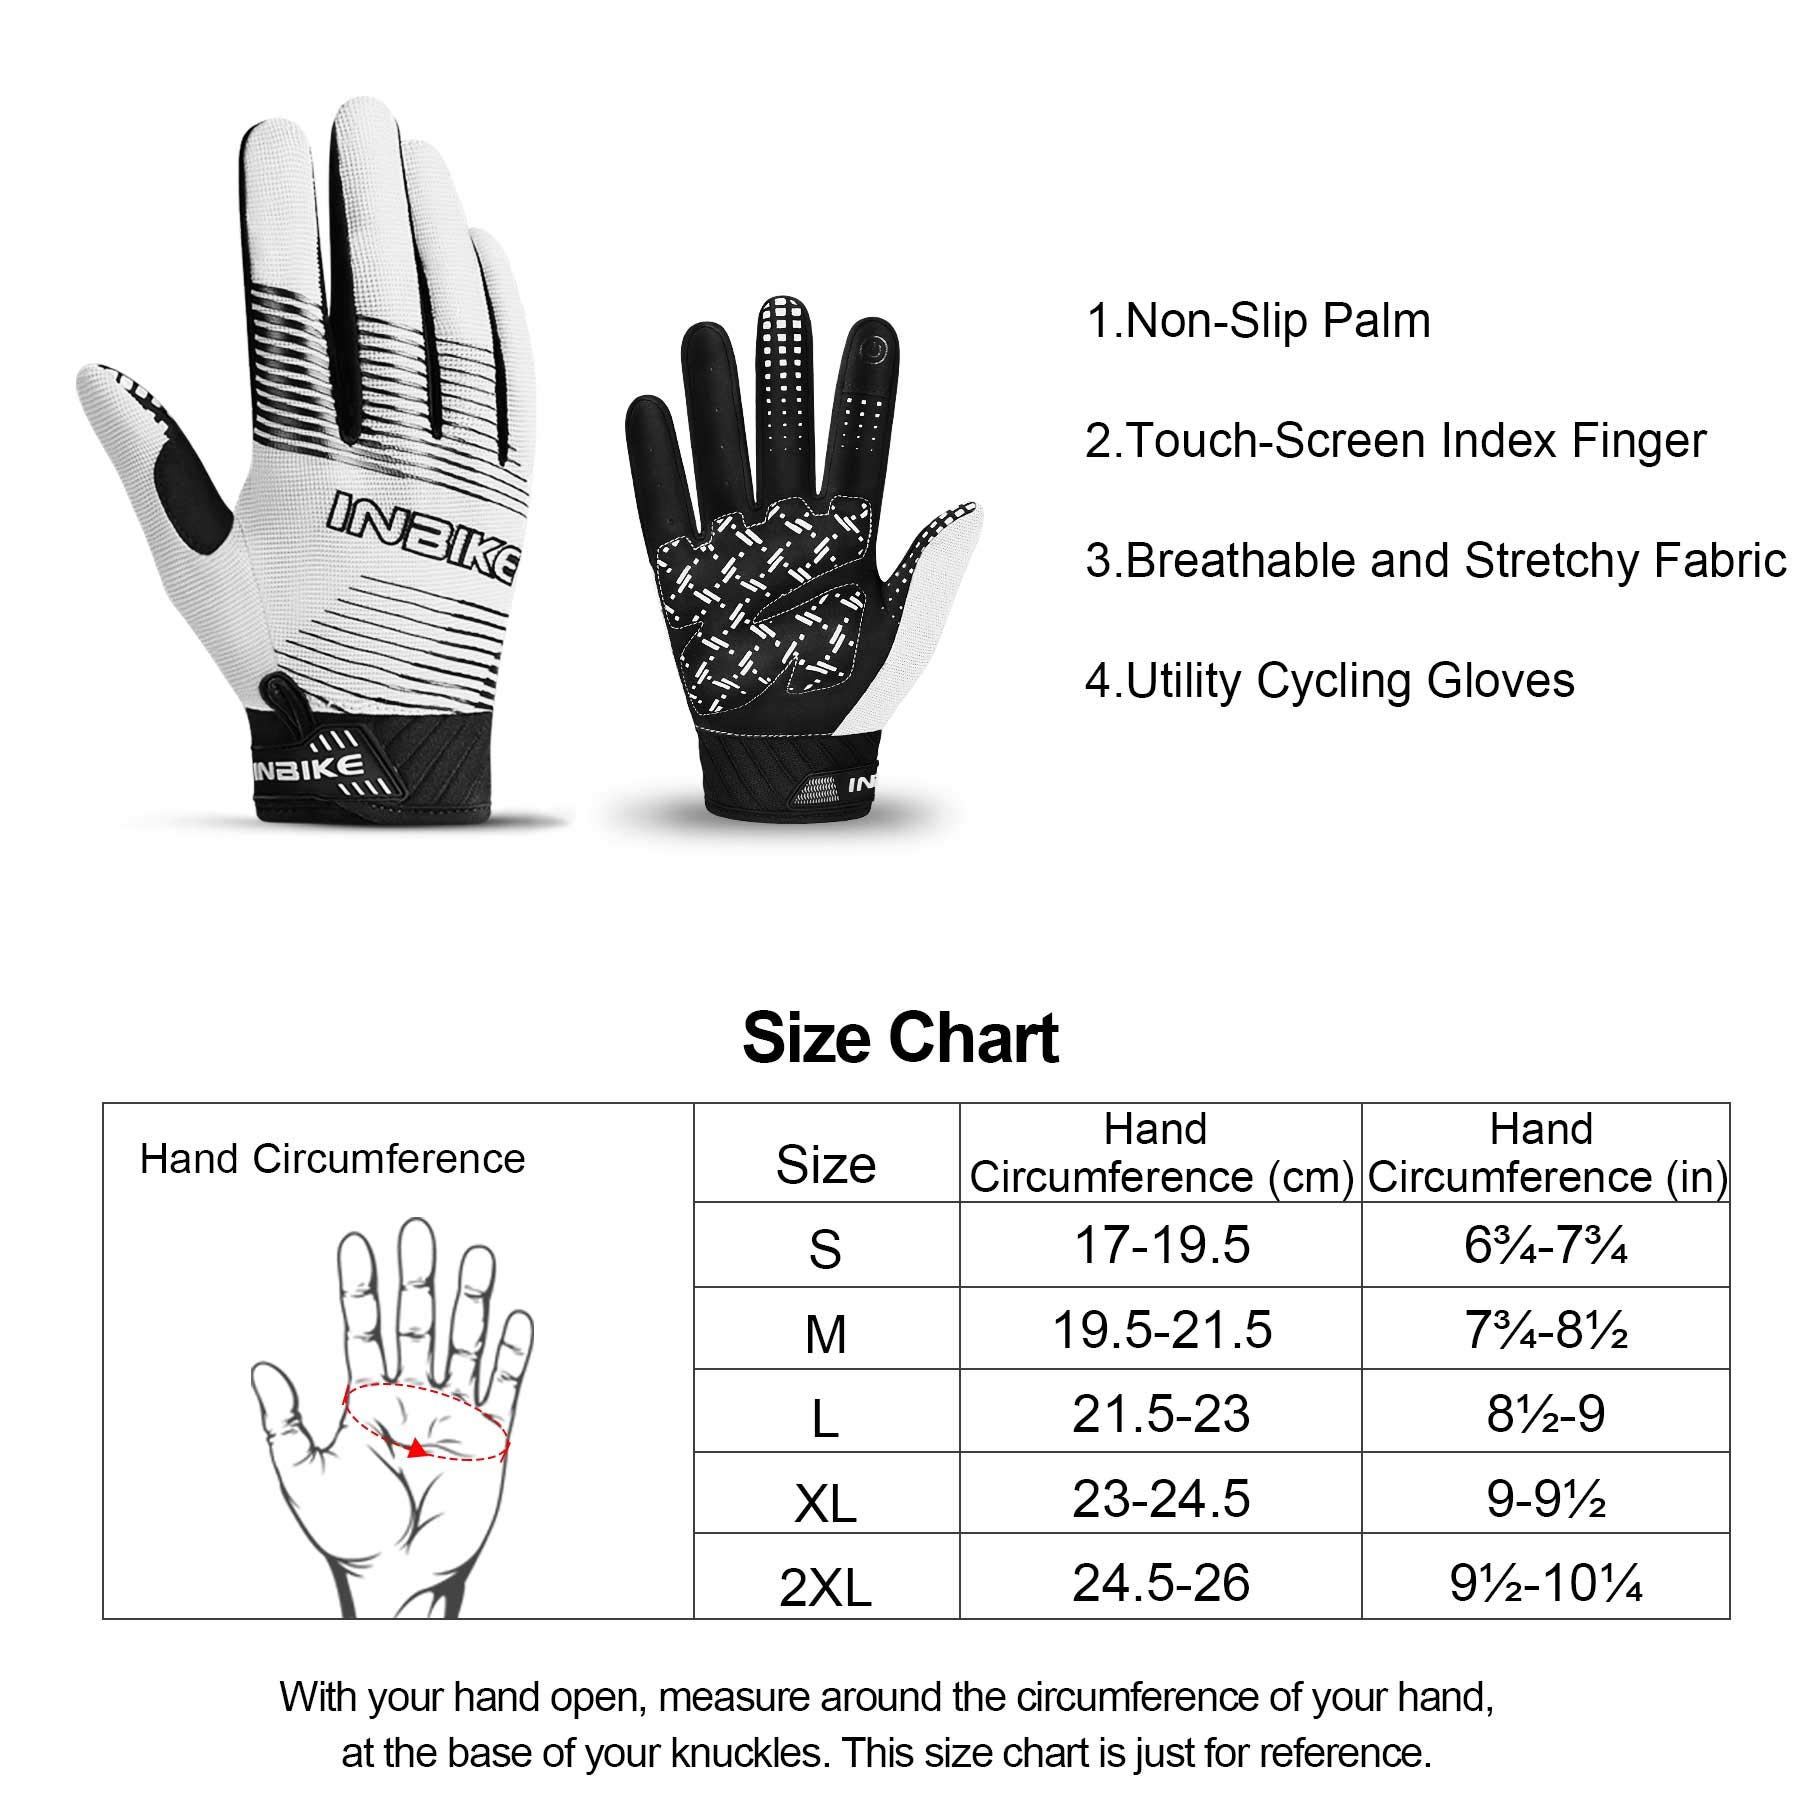 INBIKE
INBIKE
1.Non-Slip Palm
2.Touch-Screen Index Finger
3.Breathable and Stretchy Fabric
4.Utility Cycling Gloves
Size Chart
Hand Circumference
Size
Hand
Circumference (cm)
Hand
Circumference (in)
S 17-19.5 6¾-7¾
M 19.5-21.5 7¾-8½
L 21.5-23 8½-9
XL 23-24.5 9-9½
2XL 24.5-26 9½-10¼
With your hand open, measure around the circumference of your hand,
at the base of your knuckles. This size chart is just for reference.